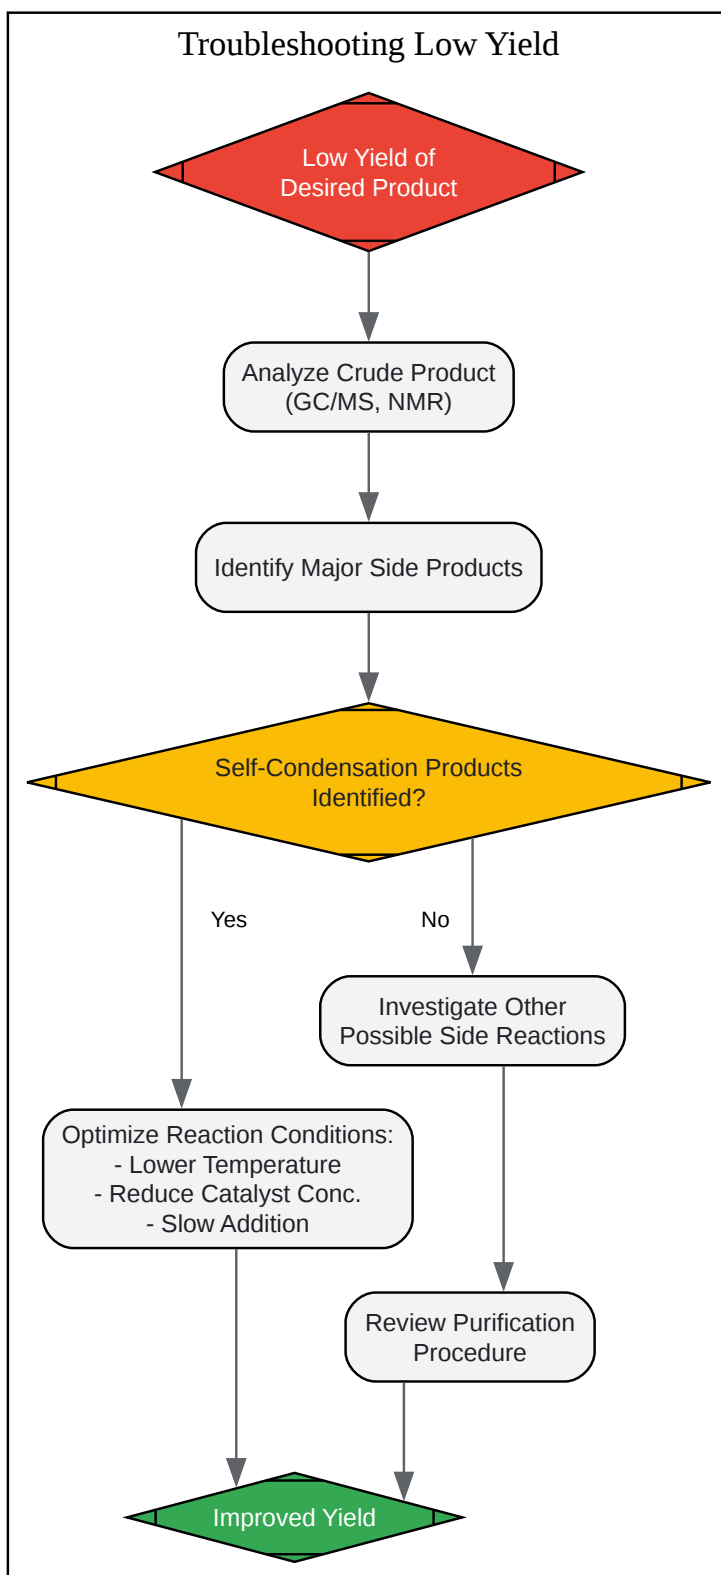 Troubleshooting Low Yield
Low Yield of
Desired Product
Analyze Crude Product
(GC/MS, NMR)
Identify Major Side Products
Self-Condensation Products
Identified?
Yes
No
Investigate Other
Possible Side Reactions
Optimize Reaction Conditions:
- Lower Temperature
- Reduce Catalyst Conc.
- Slow Addition
Review Purification
Procedure
Improved Yield